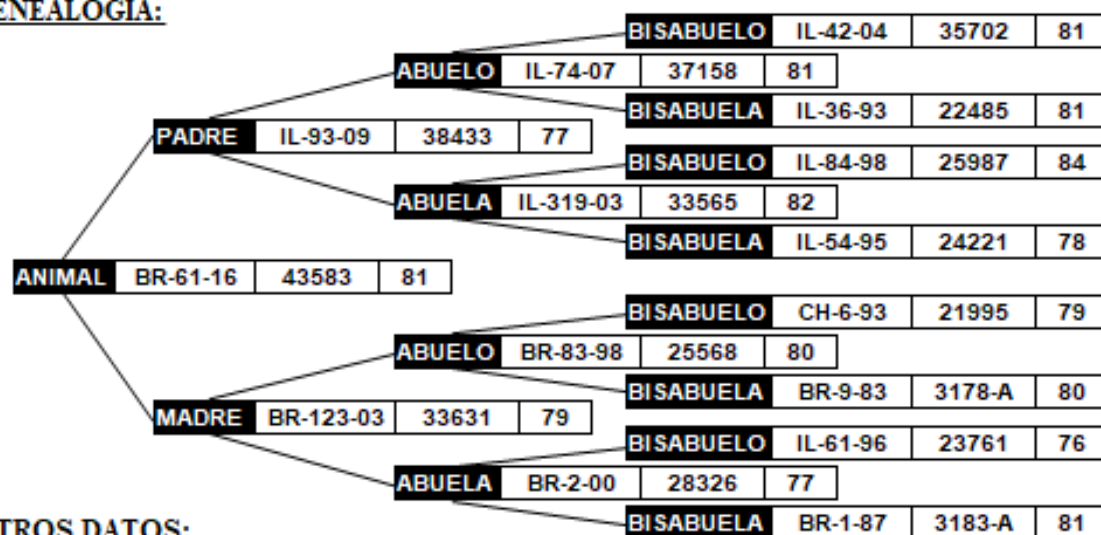 ENEALOGIA:
BISABUELO IL-42-04 35702 81
ABUELO IL-74-07 37158 81
BISABUELA IL-36-93 22485 81
PADRE IL-93-09 38433 77
BISABUELO IL-84-98 25987 84
ABUELA IL-319-03 33565 82
BISABUELA IL-54-95 24221 78
ANIMAL BR-61-16 43583 81
BISABUELO CH-6-93 21995 79
ABUELO BR-83-98 25568 80
BISABUELA BR-9-83 3178-A 80
MADRE BR-123-03 33631 79
BISABUELO IL-61-96 23761 76
ABUELA BR-2-00 28326 77
BISABUELA BR-1-87 3183-A 81
TROS DATOS: